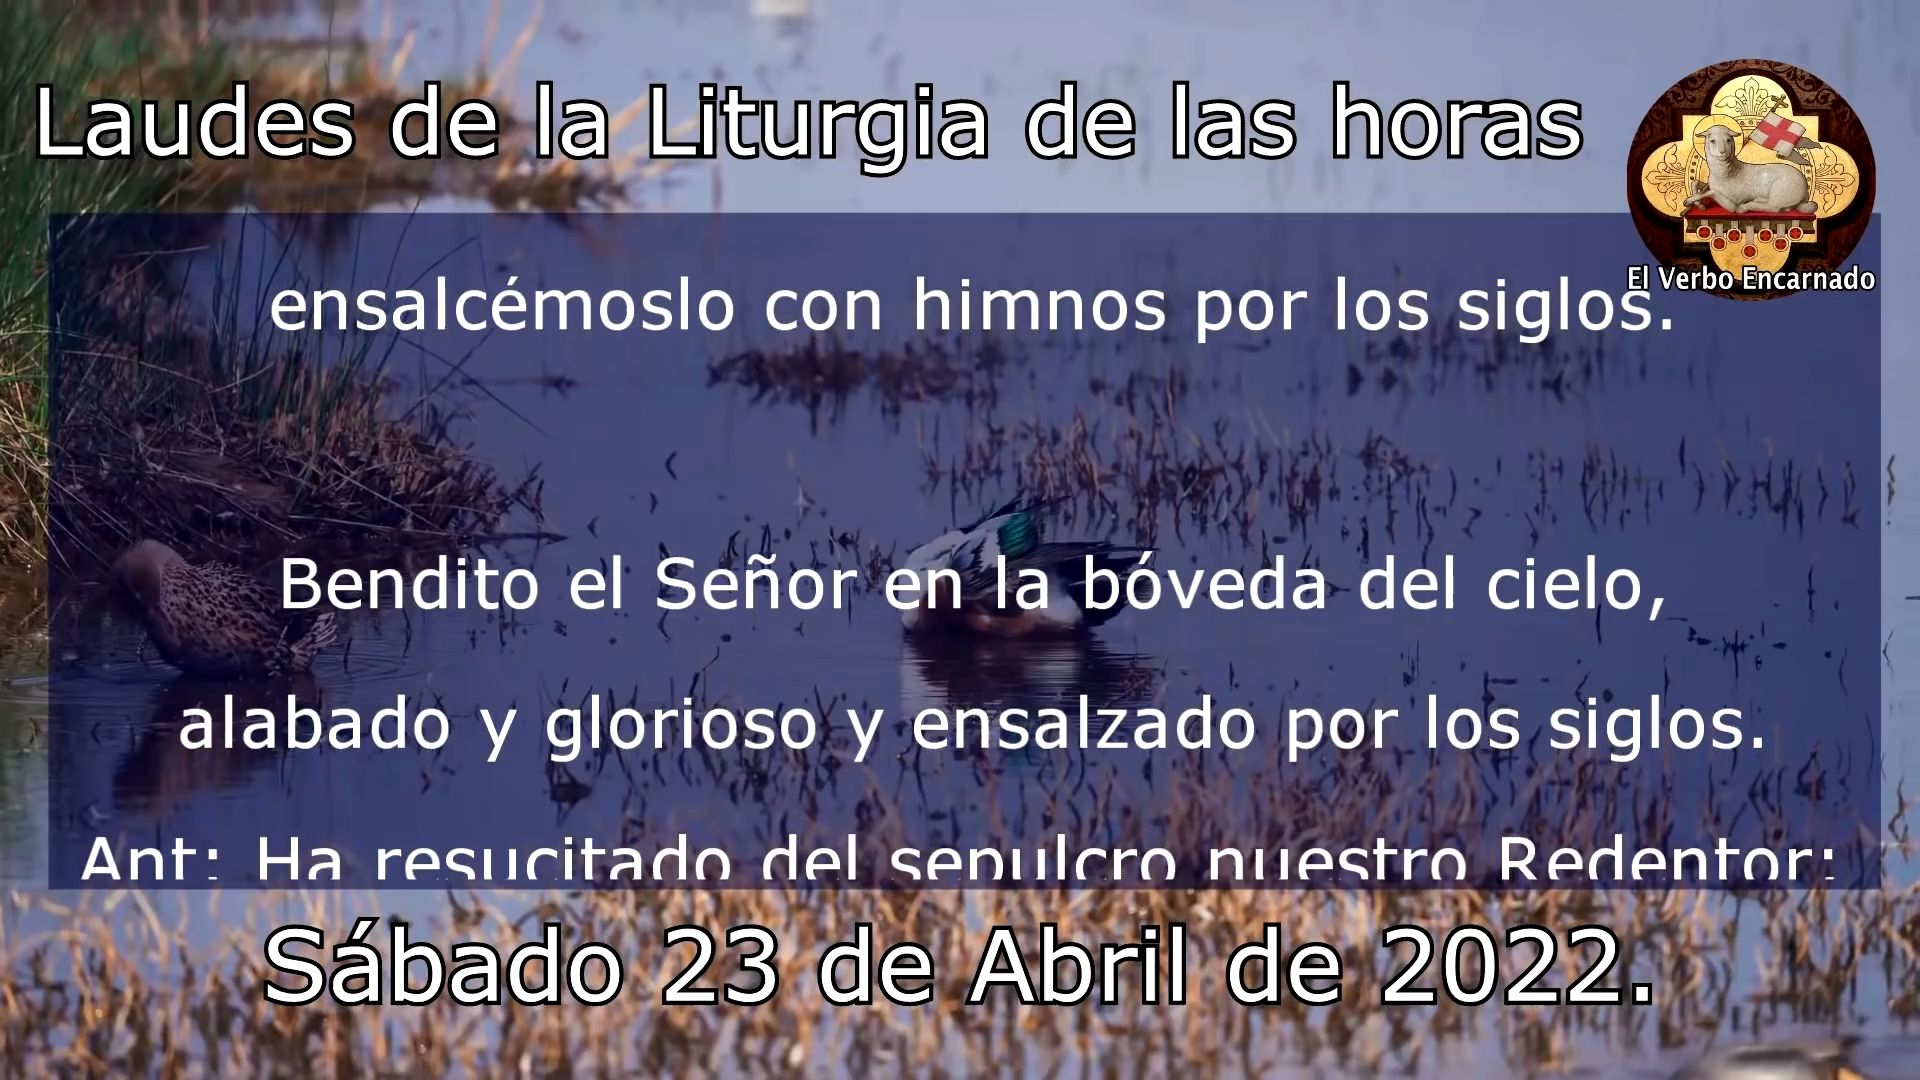 Laudes de la Liturgia de las horas
El Verbo Encarnado
ensalcémoslo con himnos por los siglos.
Bendito el Señor en la bóveda del cielo,
alabado y glorioso y ensalzado por los siglos.
Ant: Ha resucitado del sepulcro nuestro Redentor;
Sábado 23 de Abril de 2022.